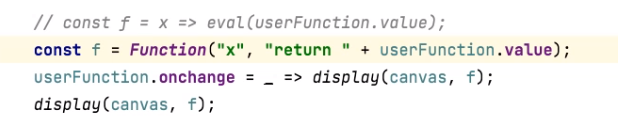 // const f = x => eval(userFunction.value);
const f = Function("x", "return " + userFunction.value);
userFunction.onchange = _ => display(canvas, f);
display(canvas, f);